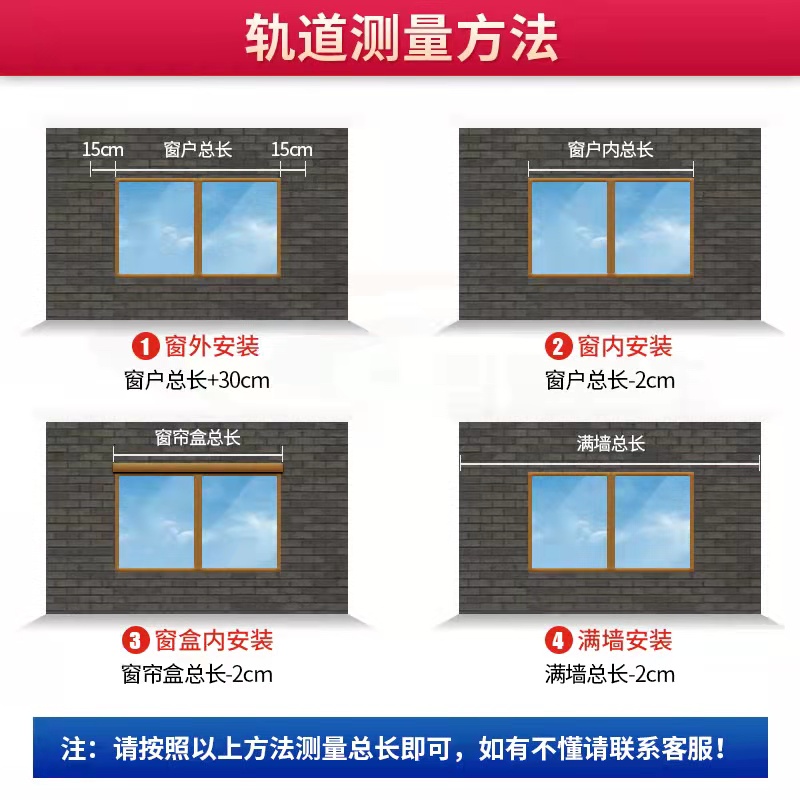 轨道测量方法
15cm 窗户总长 15cm
窗户内总长
1 窗外安装
窗户总长+30cm
2 窗内安装
窗户总长-2cm
窗帘盒总长
满墙总长
3 窗盒内安装
窗帘盒总长-2cm
4 满墙安装
满墙总长-2cm
注：请按照以上方法测量总长即可，如有不懂请联系客服！